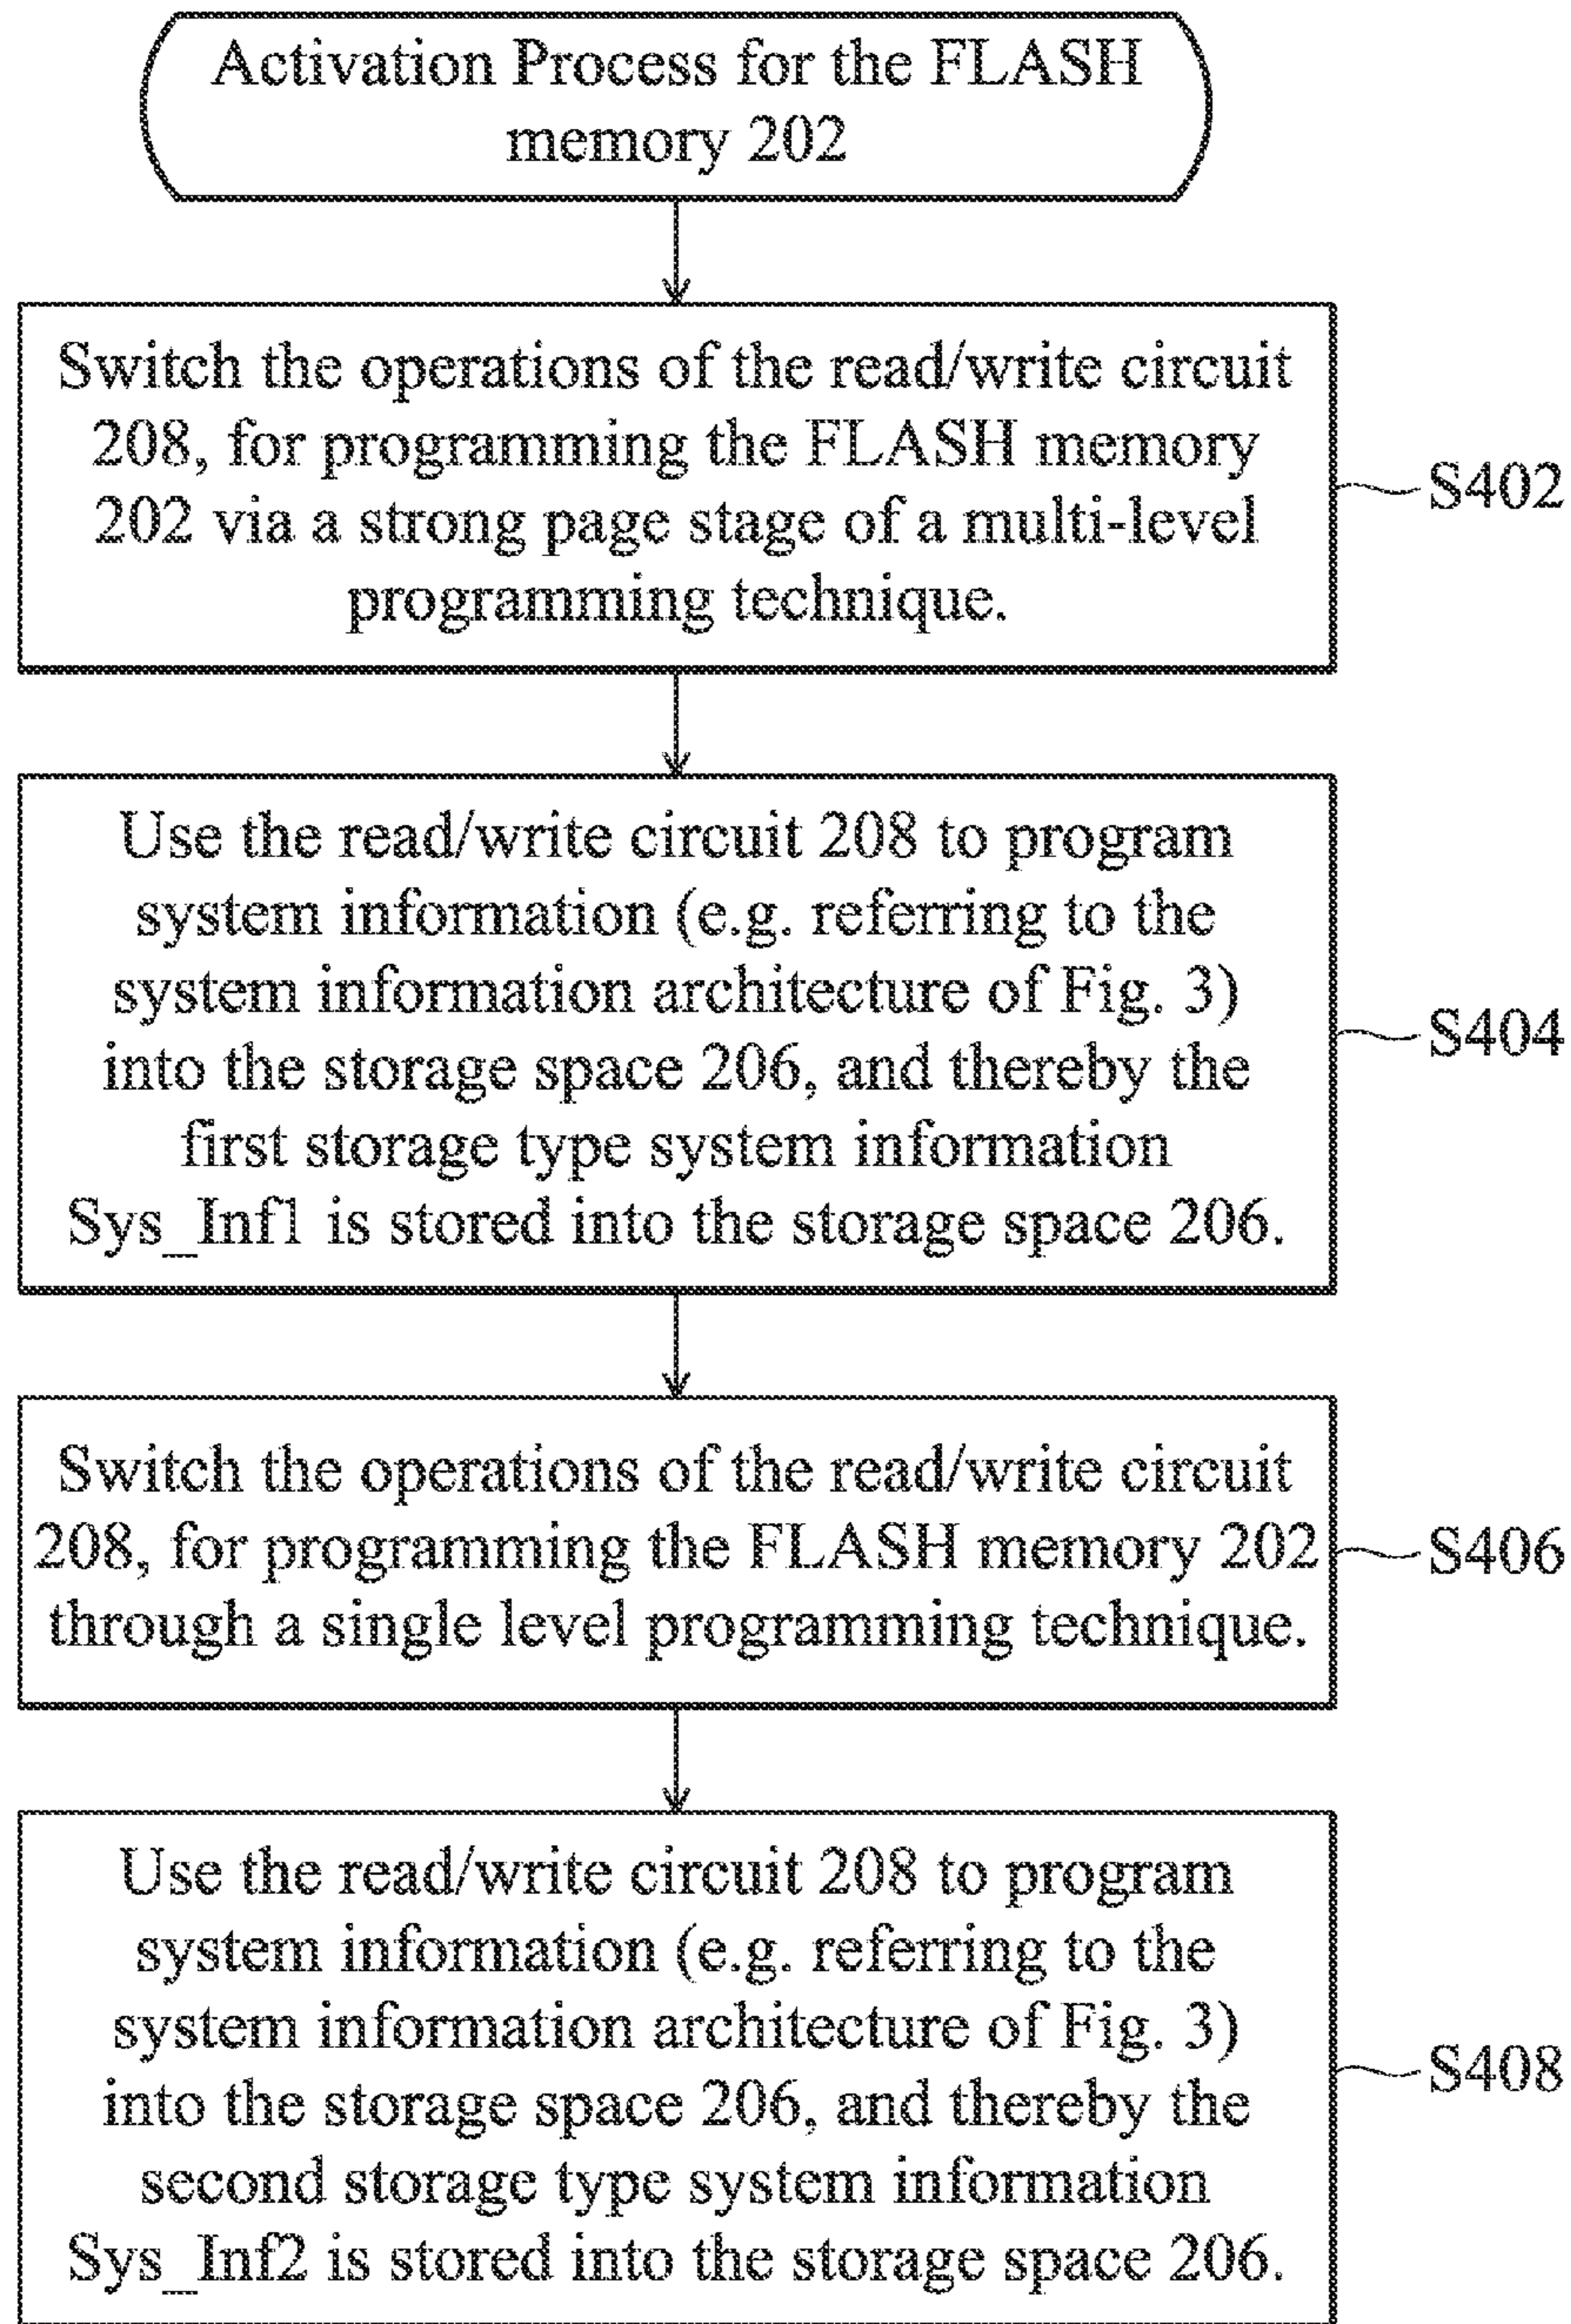 Activation Process for the FLASH
memory 202
Switch the operations of the read/write circuit
208, for programming the FLASH memory
202 via a strong page stage of a multi-level
programming technique.
S402
Use the read/write circuit 208 to program
system information (e.g. referring to the
system information architecture of Fig. 3)
into the storage space 206, and thereby the
first storage type system information
Sys_Inf1 is stored into the storage space 206.
S404
Switch the operations of the read/write circuit
208, for programming the FLASH memory 202
through a single level programming technique.
S406
Use the read/write circuit 208 to program
system information (e.g. referring to the
system information architecture of Fig. 3)
into the storage space 206, and thereby the
second storage type system information
Sys_Inf2 is stored into the storage space 206.
S408